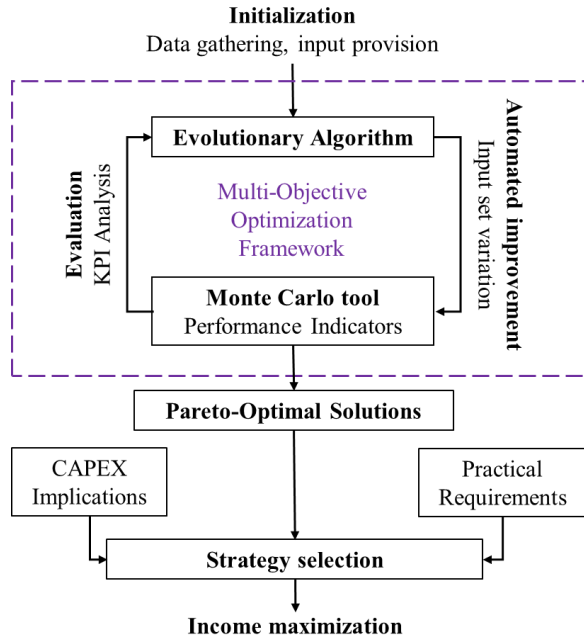 Initialization
Data gathering, input provision
Evolutionary Algorithm
Evaluation
KPI Analysis
Multi-Objective
Optimization
Framework
Automated improvement
Input set variation
Monte Carlo tool
Performance Indicators
Pareto-Optimal Solutions
CAPEX
Implications
Practical
Requirements
Strategy selection
Income maximization